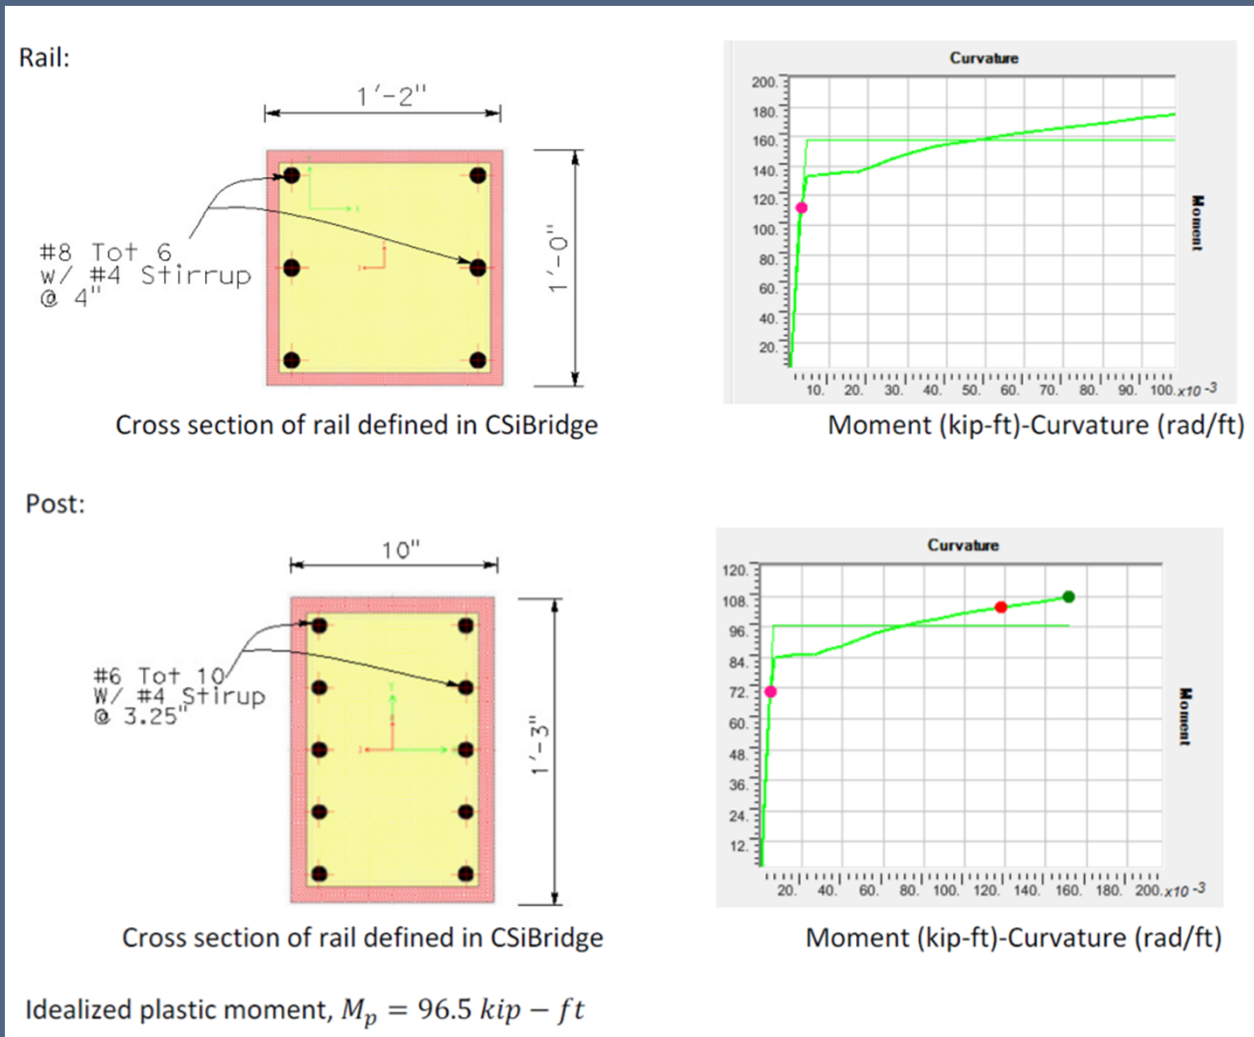 Rail:
1'-2"
#8 Tot 6
w/ #4 Stirrup
@ 4"
1'-0"
Cross section of rail defined in CSiBridge
Curvature
200.
180.
160.
140.
120.
100.
80.
60.
40.
20.
10. 20. 30. 40. 50. 60. 70. 80. 90. 100. x10 -3
Moment
Moment (kip-ft)-Curvature (rad/ft)
Post:
10"
#6 Tot 10
W/ #4 Stirup
@ 3.25"
1'-3"
Cross section of rail defined in CSiBridge
Curvature
120.
108.
96.
84.
72.
60.
48.
36.
24.
12.
20. 40. 60. 80. 100. 120. 140. 160. 180. 200. x10 -3
Moment
Moment (kip-ft)-Curvature (rad/ft)
Idealized plastic moment, Mp = 96.5 kip − ft